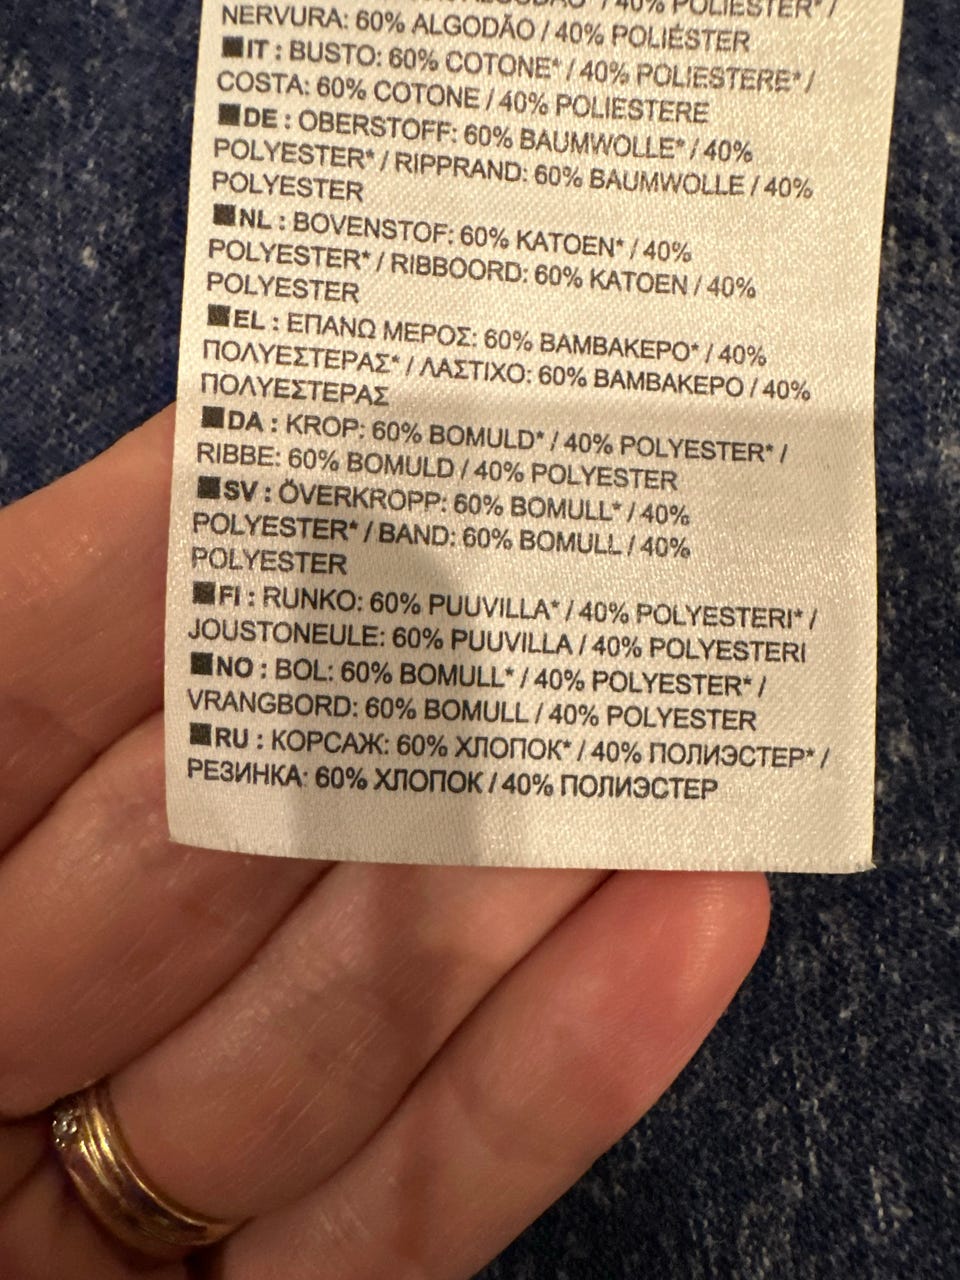 40% POLIÉSTER* /
NERVURA: 60% ALGODÃO / 40% POLIÉSTER
■IT : BUSTO: 60% COTONE* / 40% POLIESTERE* /
COSTA: 60% COTONE / 40% POLIESTERE
■DE : OBERSTOFF: 60% BAUMWOLLE* / 40%
POLYESTER* / RIPPRAND: 60% BAUMWOLLE / 40%
POLYESTER
■NL : BOVENSTOF: 60% KATOEN* / 40%
POLYESTER* / RIBBOORD: 60% KATOEN / 40%
POLYESTER
■EL : ΕΠΑΝΩ ΜΕΡΟΣ: 60% ΒΑΜΒΑΚΕΡΟ* / 40%
ΠΟΛΥΕΣΤΕΡΑΣ* / ΛΑΣΤΙΧΟ: 60% ΒΑΜΒΑΚΕΡΟ / 40%
ΠΟΛΥΕΣΤΕΡΑΣ
■DA : KROP: 60% BOMULD* / 40% POLYESTER* /
RIBBE: 60% BOMULD / 40% POLYESTER
■SV : ÖVERKROPP: 60% BOMULL* / 40%
POLYESTER* / BAND: 60% BOMULL / 40%
POLYESTER
■FI : RUNKO: 60% PUUVILLA* / 40% POLYESTERI* /
JOUSTONEULE: 60% PUUVILLA / 40% POLYESTERI
■NO : BOL: 60% BOMULL* / 40% POLYESTER* /
VRANGBORD: 60% BOMULL / 40% POLYESTER
■RU : КОРСАЖ: 60% ХЛОПОК* / 40% ПОЛИЭСТЕР* /
РЕЗИНКА: 60% ХЛОПОК / 40% ПОЛИЭСТЕР